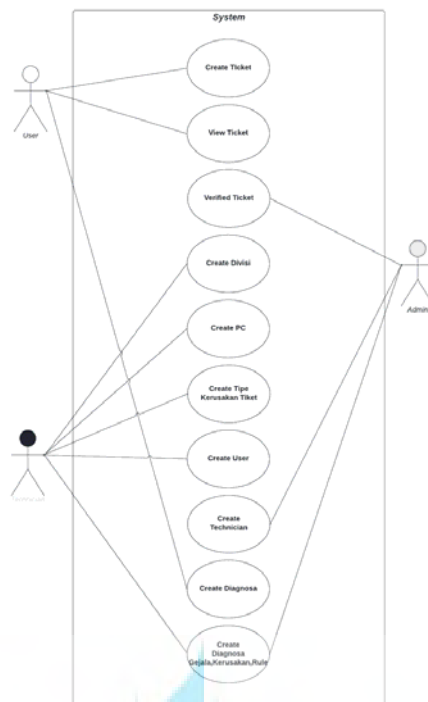 System
Create Ticket
User
View Ticket
Verified Ticket
Create Divisi
Admin
Create PC
Create Tipe
Kerusakan Tiket
Create User
Create
Technician
Create Diagnosa
Create
Diagnosa
Gejala,Kerusakan,Rule